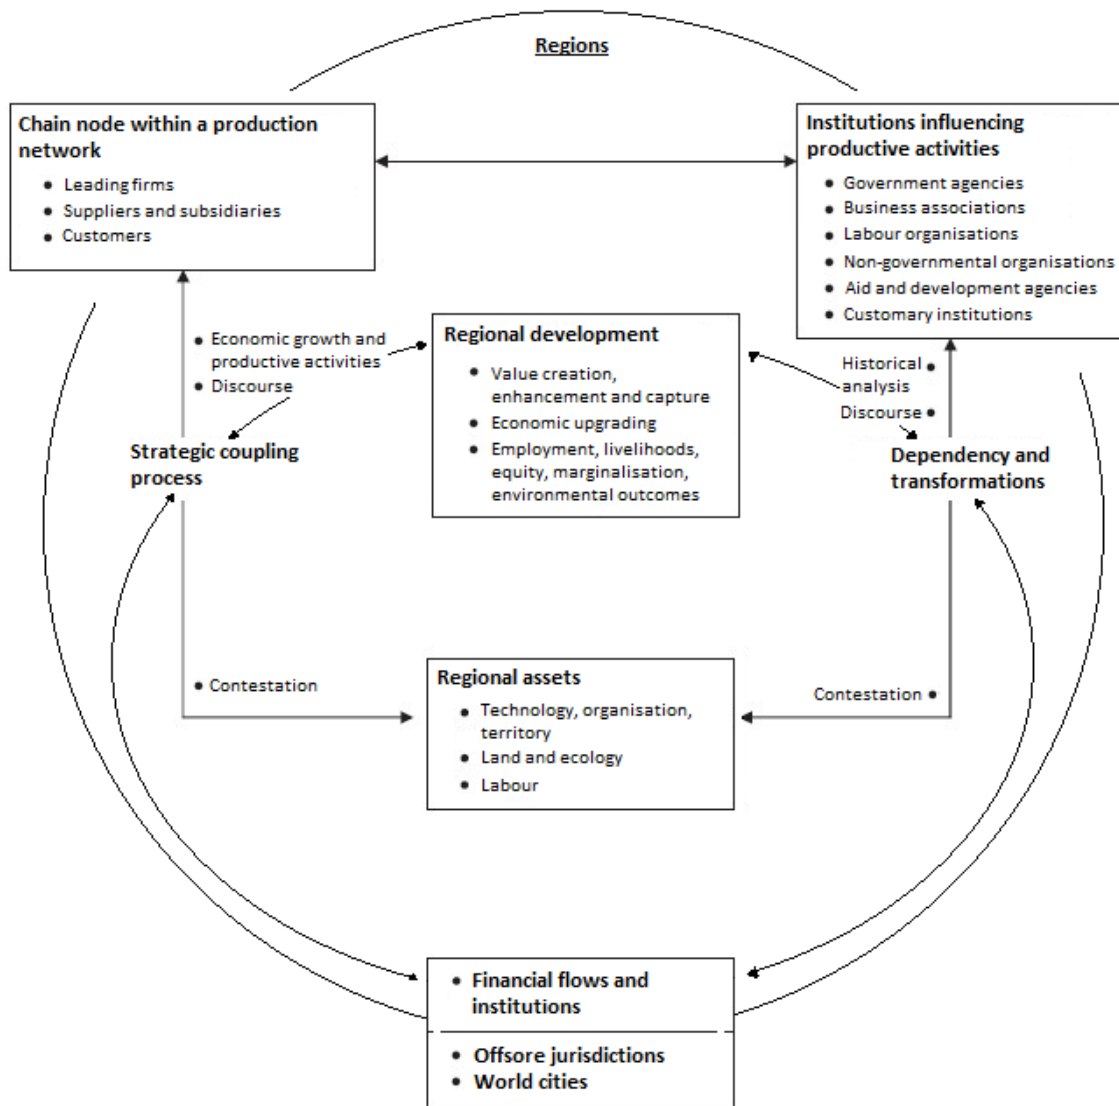 Regions
Chain node within a production
network
• Leading firms
• Suppliers and subsidiaries
• Customers
Institutions influencing
productive activities
• Government agencies
• Business associations
• Labour organisations
• Non-governmental organisations
• Aid and development agencies
• Customary institutions
• Economic growth and
productive activities
• Discourse
Regional development
• Value creation,
enhancement and capture
• Economic upgrading
• Employment, livelihoods,
equity, marginalisation,
environmental outcomes
Historical •
analysis
Discourse •
Strategic coupling
process
Dependency and
transformations
• Contestation
Regional assets
• Technology, organisation,
territory
• Land and ecology
• Labour
Contestation •
• Financial flows and
institutions
• Offsore jurisdictions
• World cities